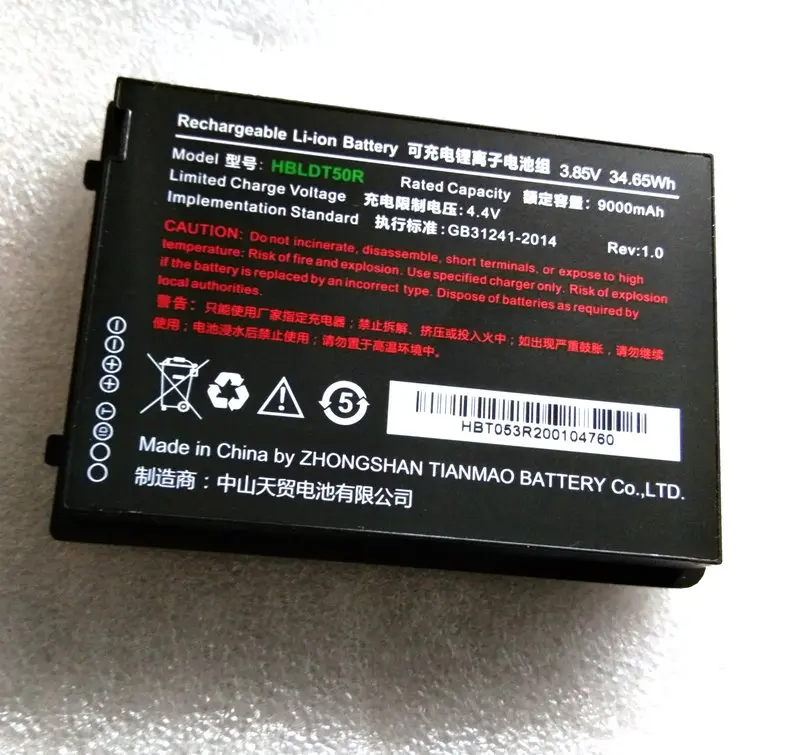 Rechargeable Li-ion Battery 可充电锂离子电池组 3.85V 34.65Wh
Model 型号: HBLDT50R Rated Capacity 额定容量: 9000mAh
Limited Charge Voltage 充电限制电压: 4.4V
Implementation Standard 执行标准: GB31241-2014 Rev:1.0
CAUTION: Do not incinerate, disassemble, short terminals, or expose to high
temperature: Risk of fire and explosion. Use specified charger only. Risk of explosion
if the battery is replaced by an incorrect type. Dispose of batteries as required by
local authorities.
警告: 只能使用厂家指定充电器; 禁止拆解、挤压或投入火中; 如出现严重鼓胀, 请勿继续
使用; 电池浸水后禁止使用; 请勿置于高温环境中.
ID T
5
HBT053R200104760
Made in China by ZHONGSHAN TIANMAO BATTERY Co.,LTD.
制造商: 中山天贸电池有限公司